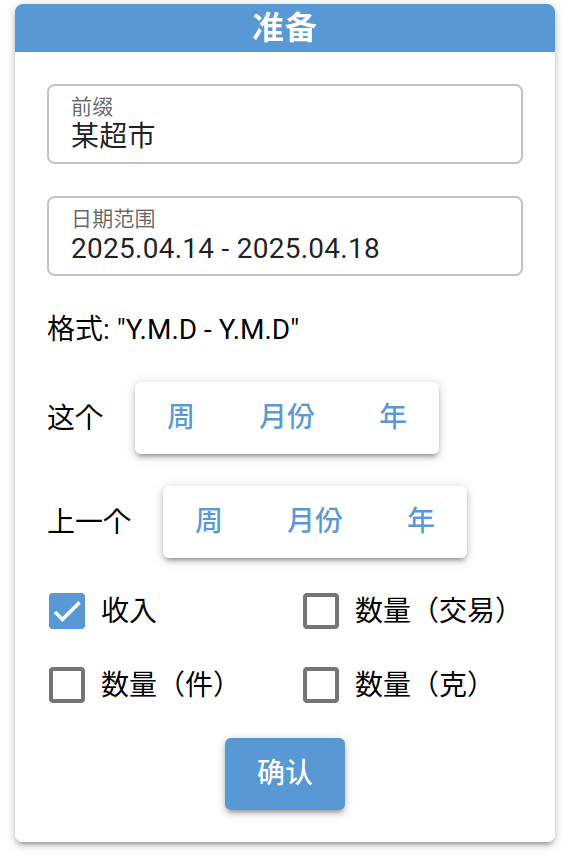 准备
前缀
某超市
日期范围
2025.04.14 - 2025.04.18
格式: "Y.M.D - Y.M.D"
这个 周 月份 年
上一个 周 月份 年
收入 数量（交易）
数量（件） 数量（克）
确认